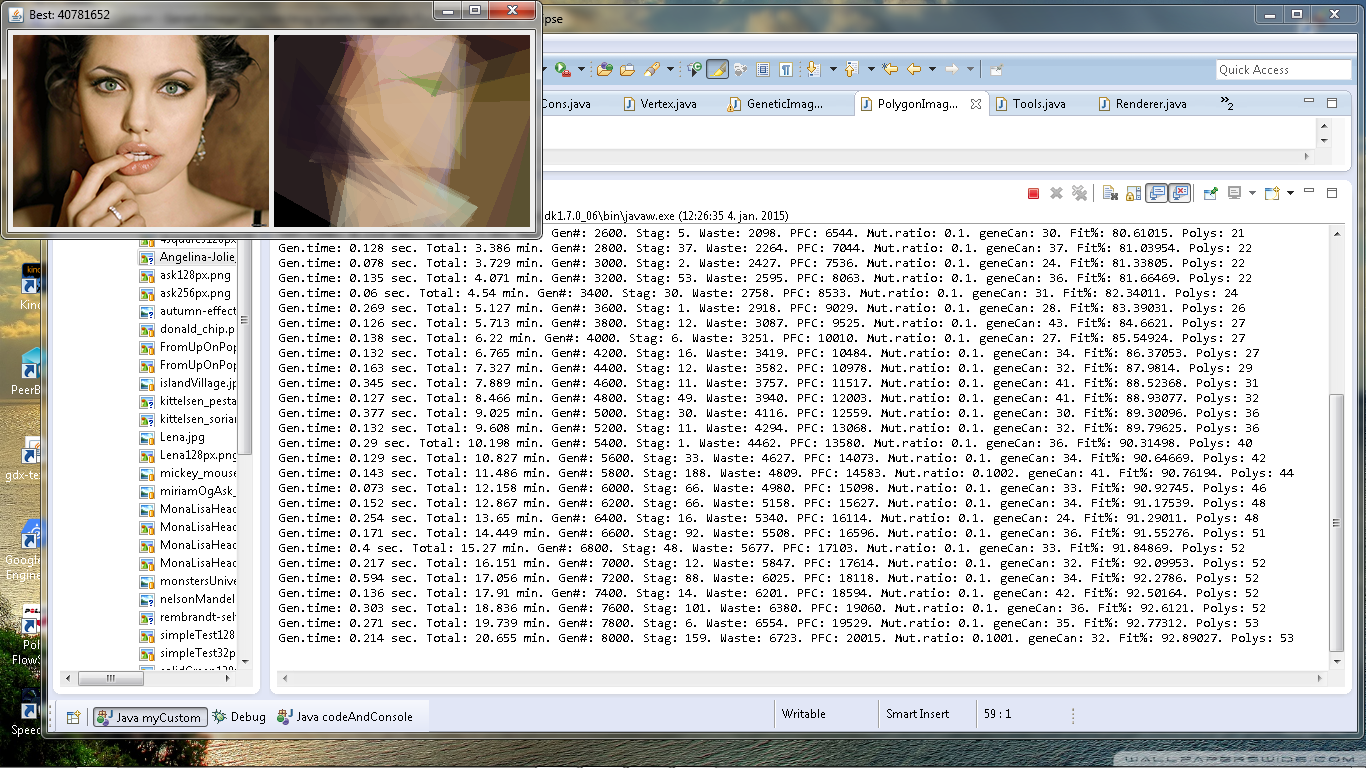 Best: 40781652
pse
Quick Access
Cons.java
Vertex.java
GeneticImag...
PolygonImag...
Tools.java
Renderer.java
»2
dk1.7.0_06\bin\javaw.exe (12:26:35 4. jan. 2015)
Gen.time: 0.128 sec. Total: 3.386 min. Gen#: 2600. Stag: 5. Waste: 2098. PFC: 6544. Mut.ratio: 0.1. geneCan: 30. Fit%: 80.61015. Polys: 21
Gen.time: 0.128 sec. Total: 3.386 min. Gen#: 2800. Stag: 37. Waste: 2264. PFC: 7044. Mut.ratio: 0.1. geneCan: 37. Fit%: 81.03954. Polys: 22
Gen.time: 0.078 sec. Total: 3.729 min. Gen#: 3000. Stag: 2. Waste: 2427. PFC: 7536. Mut.ratio: 0.1. geneCan: 24. Fit%: 81.33805. Polys: 22
Gen.time: 0.135 sec. Total: 4.071 min. Gen#: 3200. Stag: 53. Waste: 2595. PFC: 8063. Mut.ratio: 0.1. geneCan: 36. Fit%: 81.66469. Polys: 22
Gen.time: 0.06 sec. Total: 4.54 min. Gen#: 3400. Stag: 30. Waste: 2758. PFC: 8533. Mut.ratio: 0.1. geneCan: 31. Fit%: 82.34011. Polys: 24
Gen.time: 0.269 sec. Total: 5.127 min. Gen#: 3600. Stag: 1. Waste: 2918. PFC: 9029. Mut.ratio: 0.1. geneCan: 28. Fit%: 83.39031. Polys: 26
Gen.time: 0.126 sec. Total: 5.713 min. Gen#: 3800. Stag: 12. Waste: 3087. PFC: 9525. Mut.ratio: 0.1. geneCan: 43. Fit%: 84.6621. Polys: 27
Gen.time: 0.138 sec. Total: 6.22 min. Gen#: 4000. Stag: 6. Waste: 3251. PFC: 10010. Mut.ratio: 0.1. geneCan: 27. Fit%: 85.54924. Polys: 27
Gen.time: 0.132 sec. Total: 6.765 min. Gen#: 4200. Stag: 16. Waste: 3419. PFC: 10484. Mut.ratio: 0.1. geneCan: 34. Fit%: 86.37053. Polys: 27
Gen.time: 0.163 sec. Total: 7.327 min. Gen#: 4400. Stag: 12. Waste: 3582. PFC: 10978. Mut.ratio: 0.1. geneCan: 32. Fit%: 87.9814. Polys: 29
Gen.time: 0.345 sec. Total: 7.889 min. Gen#: 4600. Stag: 11. Waste: 3757. PFC: 11517. Mut.ratio: 0.1. geneCan: 41. Fit%: 88.52368. Polys: 31
Gen.time: 0.127 sec. Total: 8.466 min. Gen#: 4800. Stag: 49. Waste: 3940. PFC: 12003. Mut.ratio: 0.1. geneCan: 41. Fit%: 88.93077. Polys: 32
Gen.time: 0.377 sec. Total: 9.025 min. Gen#: 5000. Stag: 30. Waste: 4116. PFC: 12559. Mut.ratio: 0.1. geneCan: 30. Fit%: 89.30096. Polys: 36
Gen.time: 0.132 sec. Total: 9.608 min. Gen#: 5200. Stag: 11. Waste: 4294. PFC: 13068. Mut.ratio: 0.1. geneCan: 32. Fit%: 89.79625. Polys: 36
Gen.time: 0.29 sec. Total: 10.198 min. Gen#: 5400. Stag: 1. Waste: 4462. PFC: 13580. Mut.ratio: 0.1. geneCan: 36. Fit%: 90.31498. Polys: 40
Gen.time: 0.129 sec. Total: 10.827 min. Gen#: 5600. Stag: 33. Waste: 4627. PFC: 14073. Mut.ratio: 0.1. geneCan: 34. Fit%: 90.64669. Polys: 42
Gen.time: 0.143 sec. Total: 11.486 min. Gen#: 5800. Stag: 188. Waste: 4809. PFC: 14583. Mut.ratio: 0.1002. geneCan: 41. Fit%: 90.76194. Polys: 44
Gen.time: 0.073 sec. Total: 12.158 min. Gen#: 6000. Stag: 66. Waste: 4980. PFC: 15098. Mut.ratio: 0.1. geneCan: 33. Fit%: 90.92745. Polys: 46
Gen.time: 0.152 sec. Total: 12.867 min. Gen#: 6200. Stag: 66. Waste: 5158. PFC: 15627. Mut.ratio: 0.1. geneCan: 34. Fit%: 91.17539. Polys: 48
Gen.time: 0.254 sec. Total: 13.65 min. Gen#: 6400. Stag: 16. Waste: 5340. PFC: 16114. Mut.ratio: 0.1. geneCan: 24. Fit%: 91.29011. Polys: 48
Gen.time: 0.171 sec. Total: 14.449 min. Gen#: 6600. Stag: 92. Waste: 5508. PFC: 16596. Mut.ratio: 0.1. geneCan: 36. Fit%: 91.55276. Polys: 51
Gen.time: 0.4 sec. Total: 15.27 min. Gen#: 6800. Stag: 48. Waste: 5677. PFC: 17103. Mut.ratio: 0.1. geneCan: 33. Fit%: 91.84869. Polys: 52
Gen.time: 0.217 sec. Total: 16.151 min. Gen#: 7000. Stag: 12. Waste: 5847. PFC: 17614. Mut.ratio: 0.1. geneCan: 32. Fit%: 92.09953. Polys: 52
Gen.time: 0.594 sec. Total: 17.056 min. Gen#: 7200. Stag: 88. Waste: 6025. PFC: 18118. Mut.ratio: 0.1. geneCan: 34. Fit%: 92.2786. Polys: 52
Gen.time: 0.136 sec. Total: 17.91 min. Gen#: 7400. Stag: 14. Waste: 6201. PFC: 18594. Mut.ratio: 0.1. geneCan: 42. Fit%: 92.50164. Polys: 52
Gen.time: 0.303 sec. Total: 18.836 min. Gen#: 7600. Stag: 101. Waste: 6380. PFC: 19060. Mut.ratio: 0.1. geneCan: 36. Fit%: 92.6121. Polys: 52
Gen.time: 0.271 sec. Total: 19.739 min. Gen#: 7800. Stag: 6. Waste: 6554. PFC: 19529. Mut.ratio: 0.1. geneCan: 35. Fit%: 92.77312. Polys: 53
Gen.time: 0.214 sec. Total: 20.655 min. Gen#: 8000. Stag: 159. Waste: 6723. PFC: 20015. Mut.ratio: 0.1001. geneCan: 32. Fit%: 92.89027. Polys: 53
4squares128px
Angelina-Jolie
ask128px.png
ask256px.png
autumn-effect
donald_chip.p
FromUpOnPop
FromUpOnPop
islandVillage.jp
kittelsen_pesta
kittelsen_sorian
Lena.jpg
Lena128px.png
mickey_mouse
miriamOgAsk_
MonaLisaHead
MonaLisaHead
MonaLisaHead
MonaLisaHead
monstersUnive
nelsonMandel
rembrandt-self
simpleTest128
simpleTest32p
solidGreen128
kind
Kin
PeerB
gdx-te
Google
Engine
Pol
FlowS
Speed
Java myCustom
Debug
Java codeAndConsole
Writable
Smart Insert
59 : 1
WALLPAPERSWIDE.COM